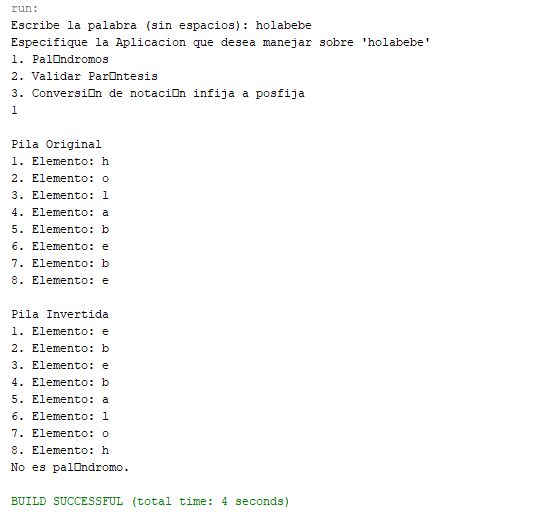 run:
Escribe la palabra (sin espacios): holabebe
Especifique la Aplicacion que desea manejar sobre 'holabebe'
1. Pal□ndromos
2. Validar Par□ntesis
3. Conversi□n de notaci□n infija a posfija
1

Pila Original
1. Elemento: h
2. Elemento: o
3. Elemento: l
4. Elemento: a
5. Elemento: b
6. Elemento: e
7. Elemento: b
8. Elemento: e

Pila Invertida
1. Elemento: e
2. Elemento: b
3. Elemento: e
4. Elemento: b
5. Elemento: a
6. Elemento: l
7. Elemento: o
8. Elemento: h
No es pal□ndromo.

BUILD SUCCESSFUL (total time: 4 seconds)